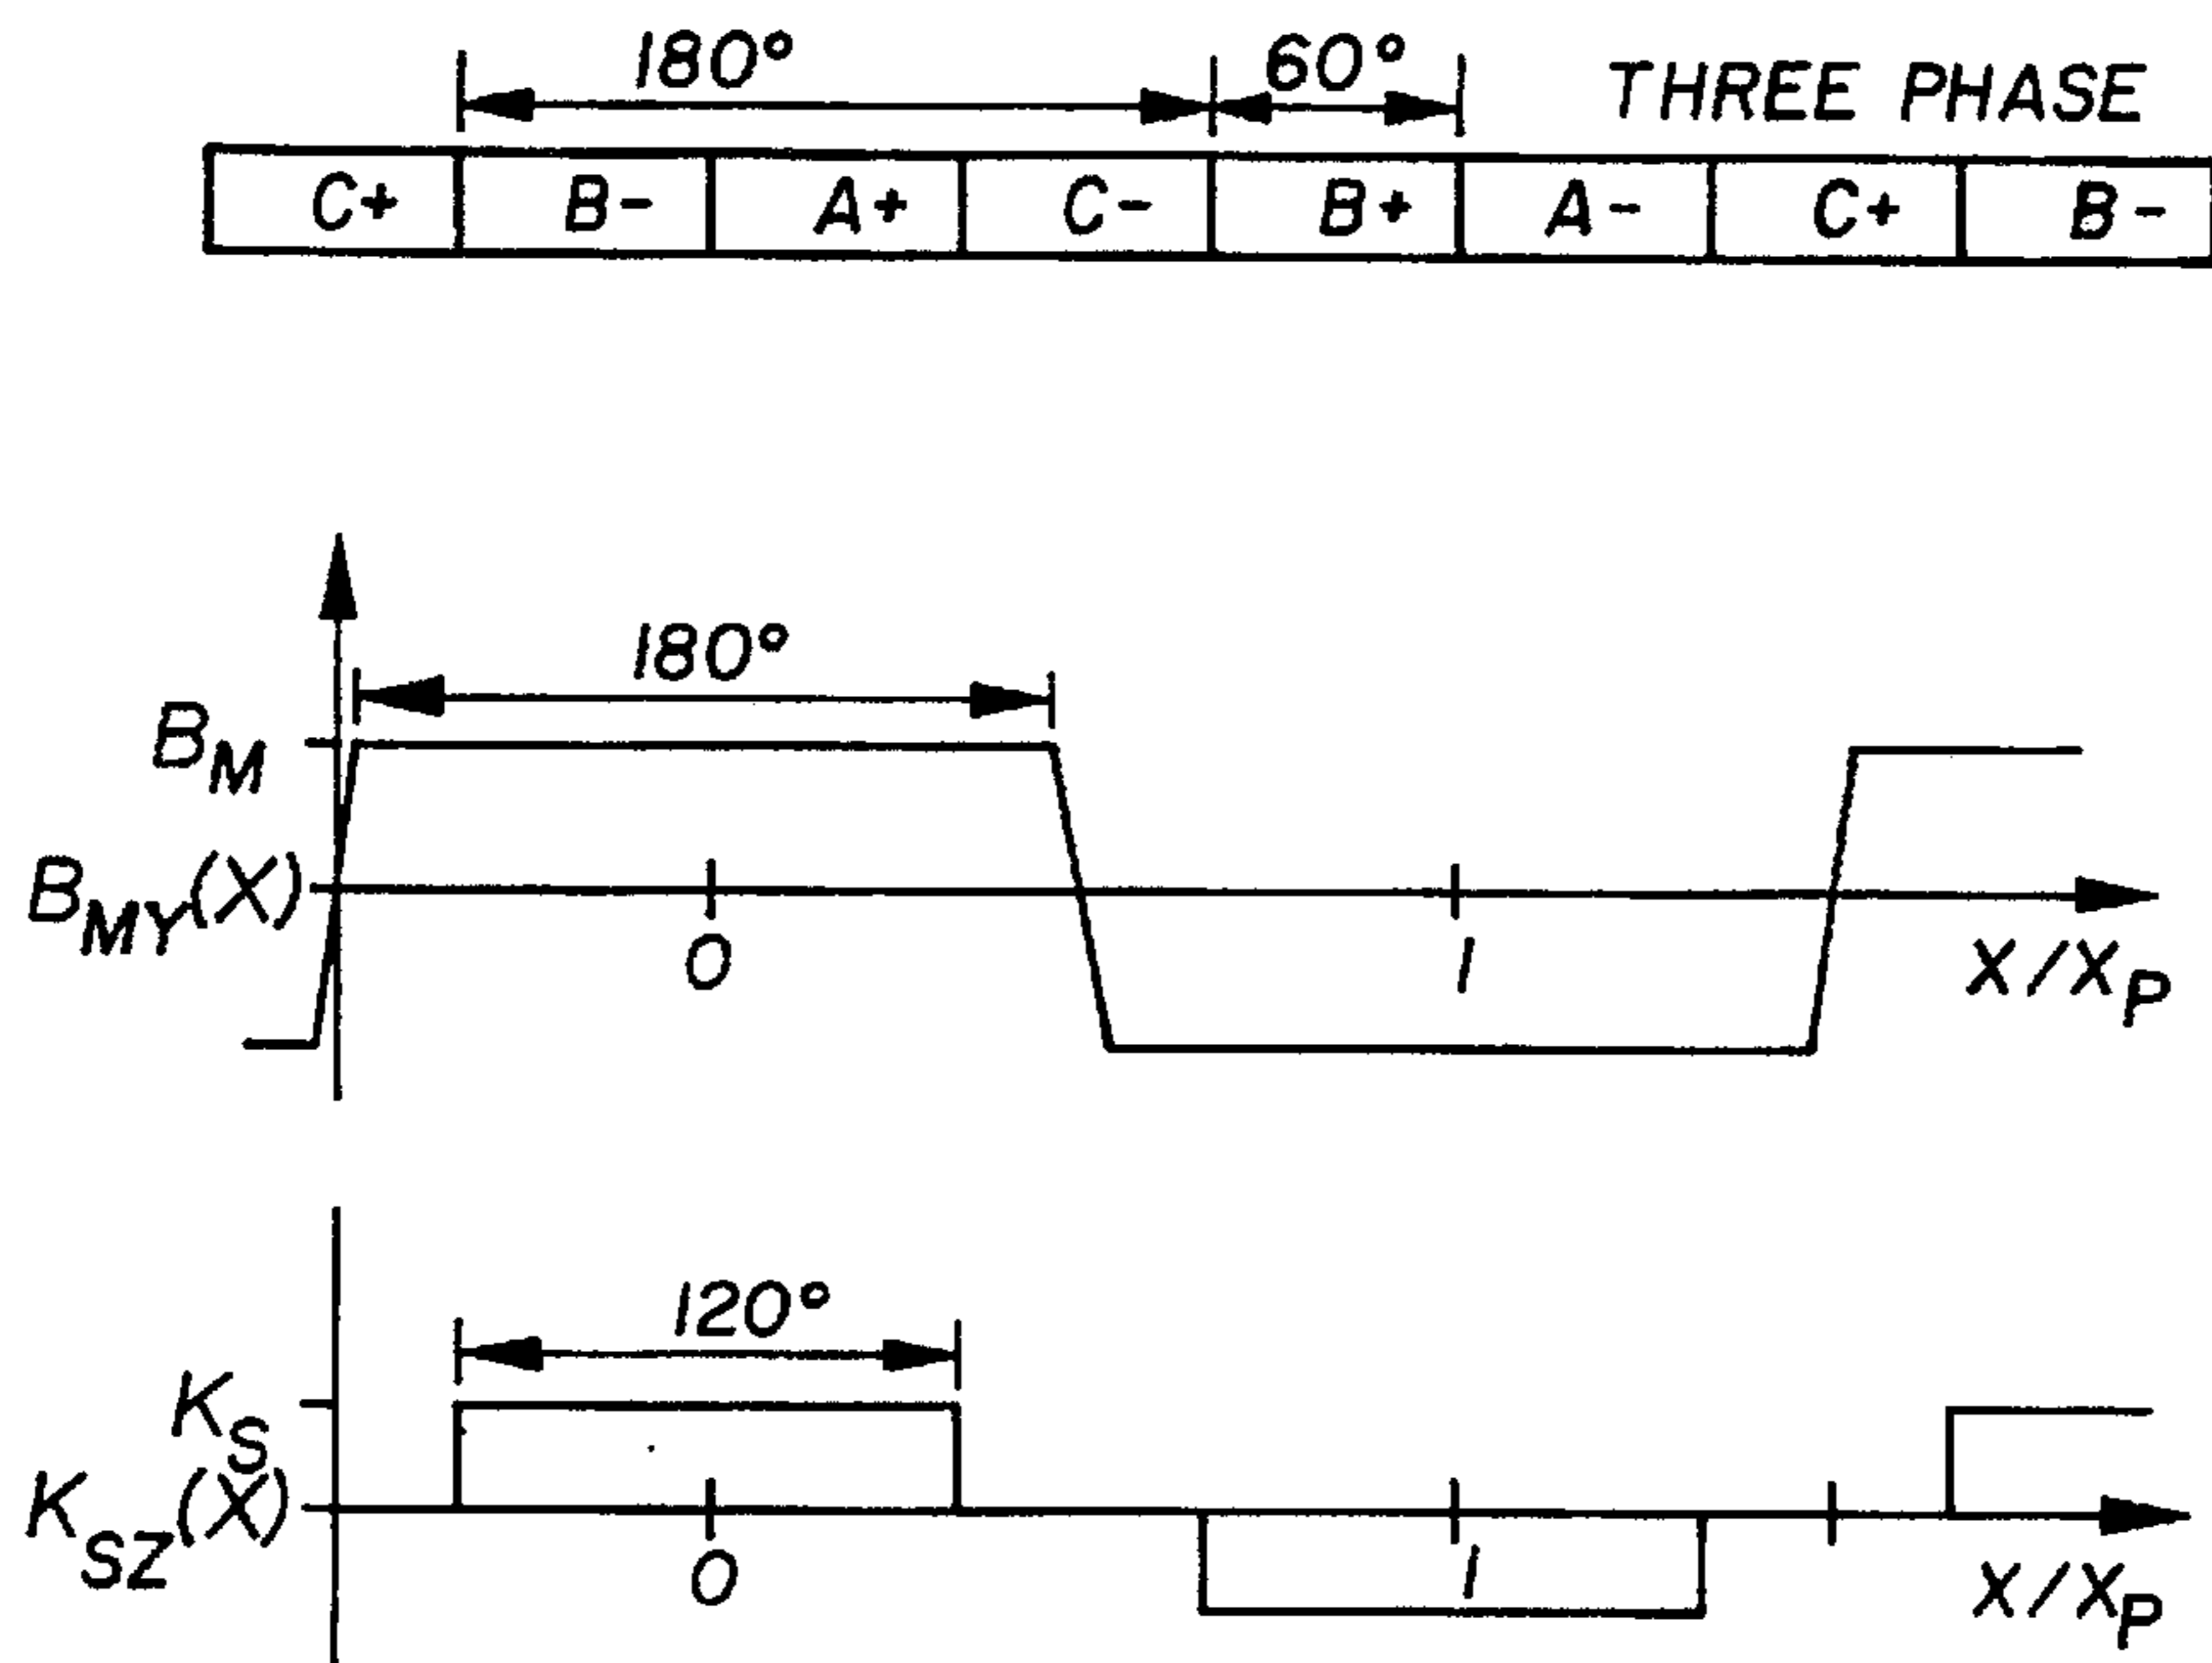 180° 60° THREE PHASE
C+ B- A+ C- B+ A- C+ B-
180°
B_M
B_MY(X)
0 1 X/X_P
120°
K_S
K_SZ(X)
0 1 X/X_P